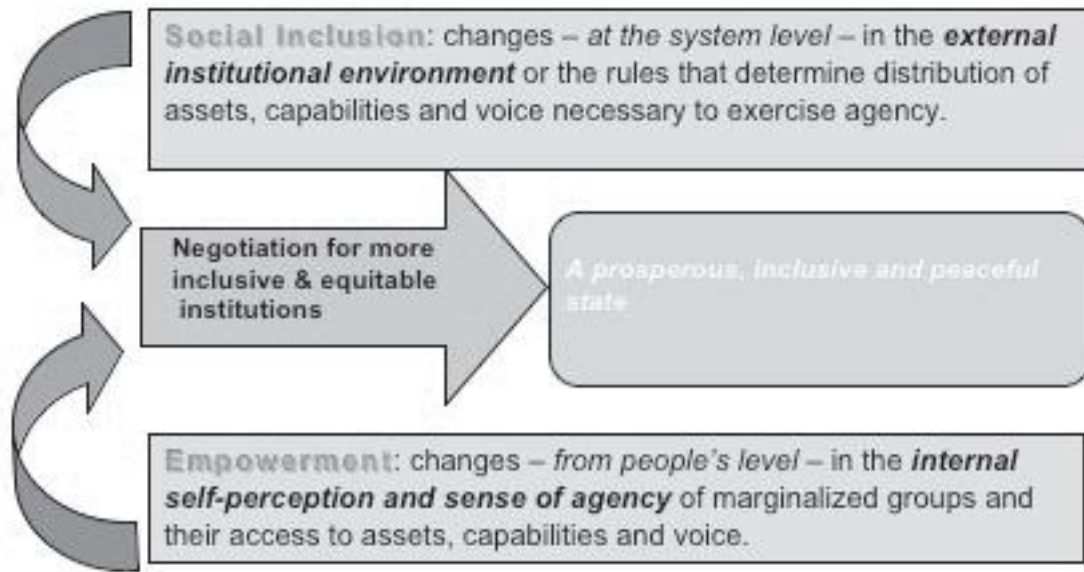 Social Inclusion: changes – at the system level – in the external
institutional environment or the rules that determine distribution of
assets, capabilities and voice necessary to exercise agency.
Negotiation for more
inclusive & equitable
institutions
A prosperous, inclusive and peaceful
state
Empowerment: changes – from people's level – in the internal
self-perception and sense of agency of marginalized groups and
their access to assets, capabilities and voice.